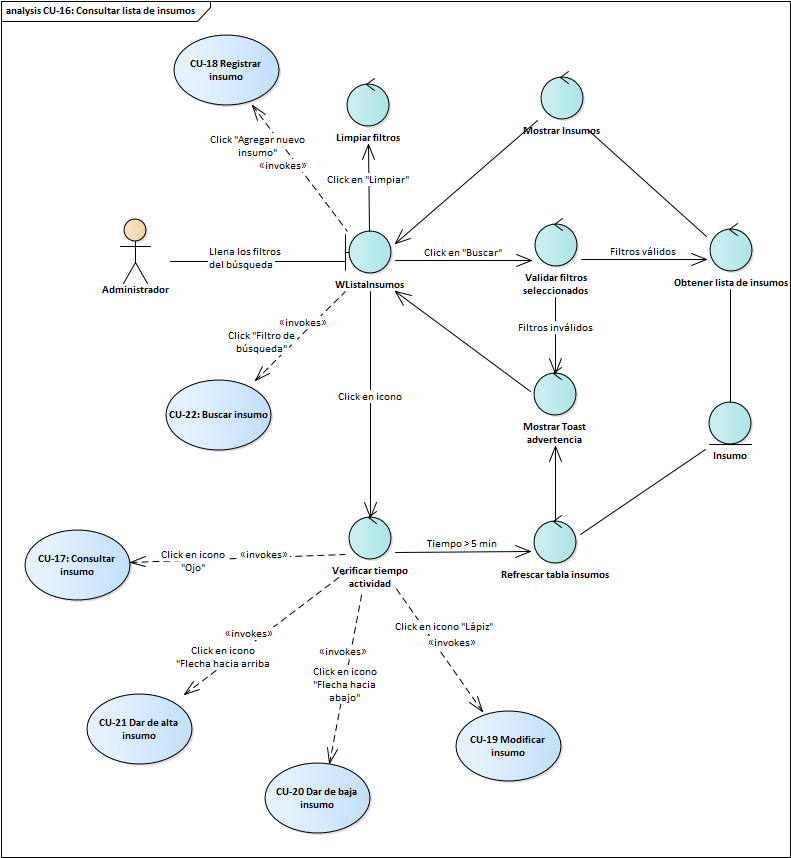 analysis CU-16: Consultar lista de insumos
CU-18 Registrar
insumo
Limpiar filtros
Mostrar Insumos
Click "Agregar nuevo
insumo"
«invokes»
Click en "Limpiar"
Administrador
Llena los filtros
del búsqueda
WListaInsumos
Click en "Buscar"
Validar filtros
seleccionados
Filtros válidos
Obtener lista de insumos
«invokes»
Click "Filtro de
búsqueda"
Filtros inválidos
CU-22: Buscar insumo
Click en icono
Mostrar Toast
advertencia
Insumo
CU-17: Consultar
insumo
Click en icono
"Ojo"
«invokes»
Verificar tiempo
actividad
Tiempo > 5 min
Refrescar tabla insumos
«invokes»
Click en icono
"Flecha hacia arriba
«invokes»
Click en icono
"Flecha hacia
abajo"
Click en icono "Lápiz"
«invokes»
CU-21 Dar de alta
insumo
CU-20 Dar de baja
insumo
CU-19 Modificar
insumo